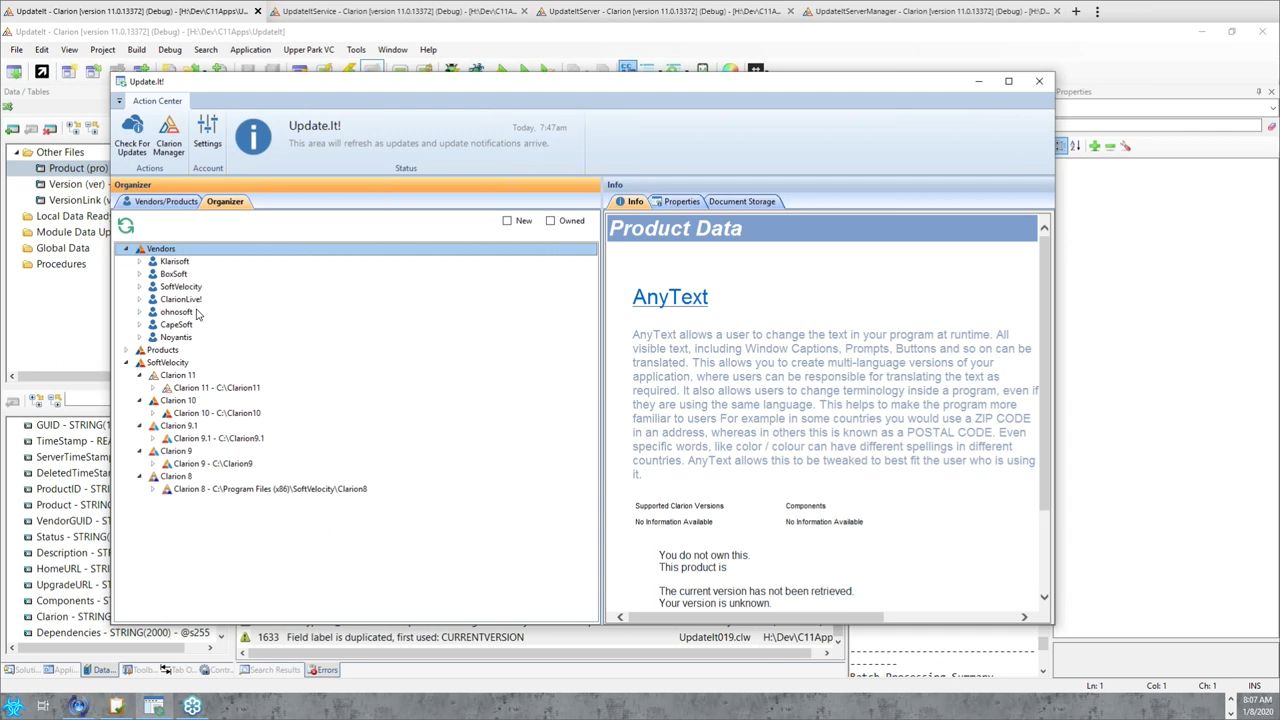 UpdateIt - Clarion [version 11.0.13372] (Debug) - [H:\Dev\C11Apps\U...
UpdateItService - Clarion [version 11.0.13372] (Debug) - [H:\Dev\C11A...
UpdateItServer - Clarion [version 11.0.13372] (Debug) - [H:\Dev\C11A...
UpdateItServerManager - Clarion [version 11.0.13372] (Debug) - [H:\D...
UpdateIt - Clarion [version 11.0.13372] (Debug) - [H:\Dev\C11Apps\UpdateIt]
File Edit View Project Build Debug Search Application Upper Park VC Tools Window Help
Data / Tables
Update.It!
Properties
Action Center
Check For Updates
Clarion Manager
Settings
Update.It!
Today, 7:47am
This area will refresh as updates and update notifications arrive.
Actions
Account
Status
Other Files
Product (pro)
Version (ver)
VersionLink (v
Local Data Read
Module Data Up
Global Data
Procedures
Organizer
Vendors/Products
Organizer
New
Owned
Vendors
Klarisoft
BoxSoft
SoftVelocity
ClarionLive!
ohnosoft
CapeSoft
Noyantis
Products
SoftVelocity
Clarion 11
Clarion 11 - C:\Clarion11
Clarion 10
Clarion 10 - C:\Clarion10
Clarion 9.1
Clarion 9.1 - C:\Clarion9.1
Clarion 9
Clarion 9 - C:\Clarion9
Clarion 8
Clarion 8 - C:\Program Files (x86)\SoftVelocity\Clarion8
Info
Info
Properties
Document Storage
Product Data
AnyText
AnyText allows a user to change the text in your program at runtime. All
visible text, including Window Captions, Prompts, Buttons and so on can be
translated. This allows you to create multi-language versions of your
application, where users can be responsible for translating the text as
required. It also allows users to change terminology inside a program, even if
they are using the same language. This helps to make the program more
familiar to users For example in some countries you would use a ZIP CODE
in an address, whereas in others this is known as a POSTAL CODE. Even
specific words, like color / colour can have different spellings in different
countries. AnyText allows this to be tweaked to best fit the user who is using
it.
Supported Clarion Versions
Components
No Information Available
No Information Available
You do not own this.
This product is
The current version has not been retrieved.
Your version is unknown.
GUID - STRING(1
TimeStamp - REA
ServerTimeStamp
DeletedTimeStamp
ProductID - STRIN
Product - STRING
VendorGUID - STR
Status - STRING(
Description - STR
HomeURL - STRIN
UpgradeURL - STR
Components - STR
Clarion - STRING(
Dependencies - STRING(2000) - @s255
1633 Field label is duplicated, first used: CURRENTVERSION
UpdateIt019.clw
H:\Dev\C11App
Soluti...
Appli...
Data...
Toolb...
Tab O...
Contr...
Search Results
Errors
Batch Processing Summary
Ln: 1
Col: 1
Ch: 1
INS
8:07 AM
1/8/2020